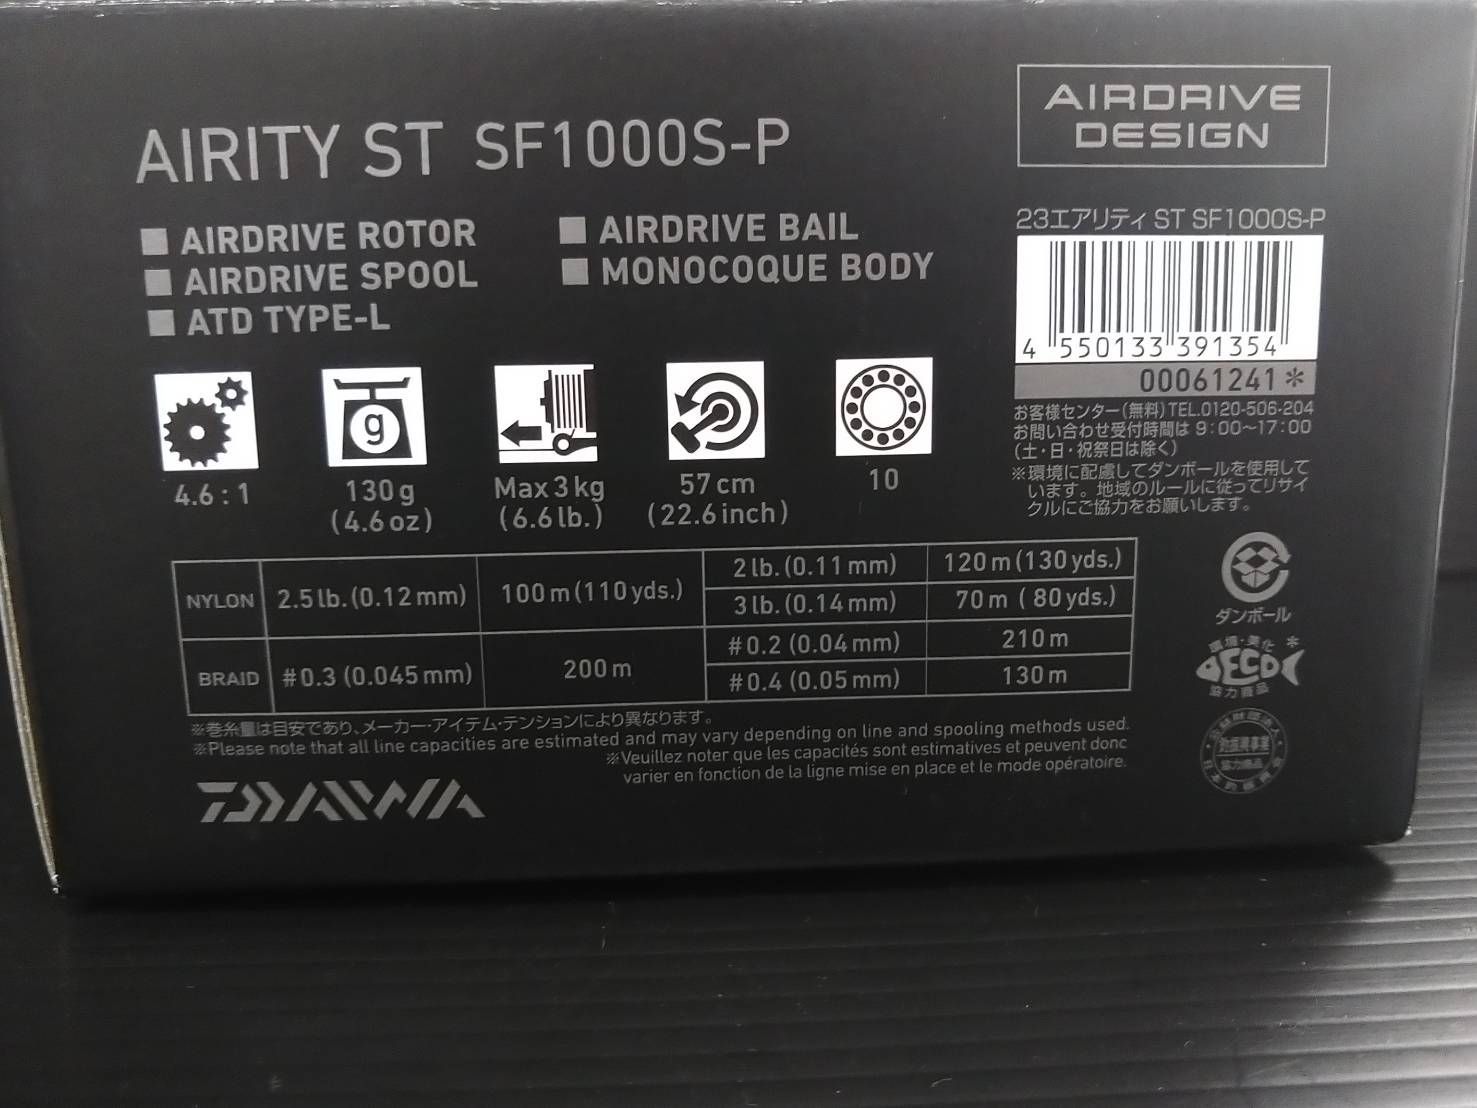 AIRITY ST SF1000S-P
AIRDRIVE
DESIGN
■ AIRDRIVE ROTOR
■ AIRDRIVE BAIL
■ AIRDRIVE SPOOL
■ MONOCOQUE BODY
■ ATD TYPE-L
23エアリティ ST SF1000S-P
4 550133 391354
00061241*
お客様センター(無料)TEL.0120-506-204
お問い合わせ受付時間は 9:00〜17:00
(土・日・祝祭日は除く)
※環境に配慮してダンボールを使用して
います。地域のルールに従ってリサイ
クルにご協力をお願いします。
g
4.6 : 1
130 g
(4.6 oz)
Max 3 kg
(6.6 lb.)
57 cm
(22.6 inch)
10
NYLON 2.5 lb. (0.12 mm) 100 m (110 yds.)
2 lb. (0.11 mm) 120 m (130 yds.)
3 lb. (0.14 mm) 70 m ( 80 yds.)
BRAID #0.3 (0.045 mm) 200 m
#0.2 (0.04 mm) 210 m
#0.4 (0.05 mm) 130 m
ダンボール
環境・美化 *
ECO
協力商品
※巻糸量は目安であり、メーカー・アイテム・テンションにより異なります。
※Please note that all line capacities are estimated and may vary depending on line and spooling methods used.
※Veuillez noter que les capacités sont estimatives et peuvent donc
varier en fonction de la ligne mise en place et le mode opératoire.
DAIWA
協力商品